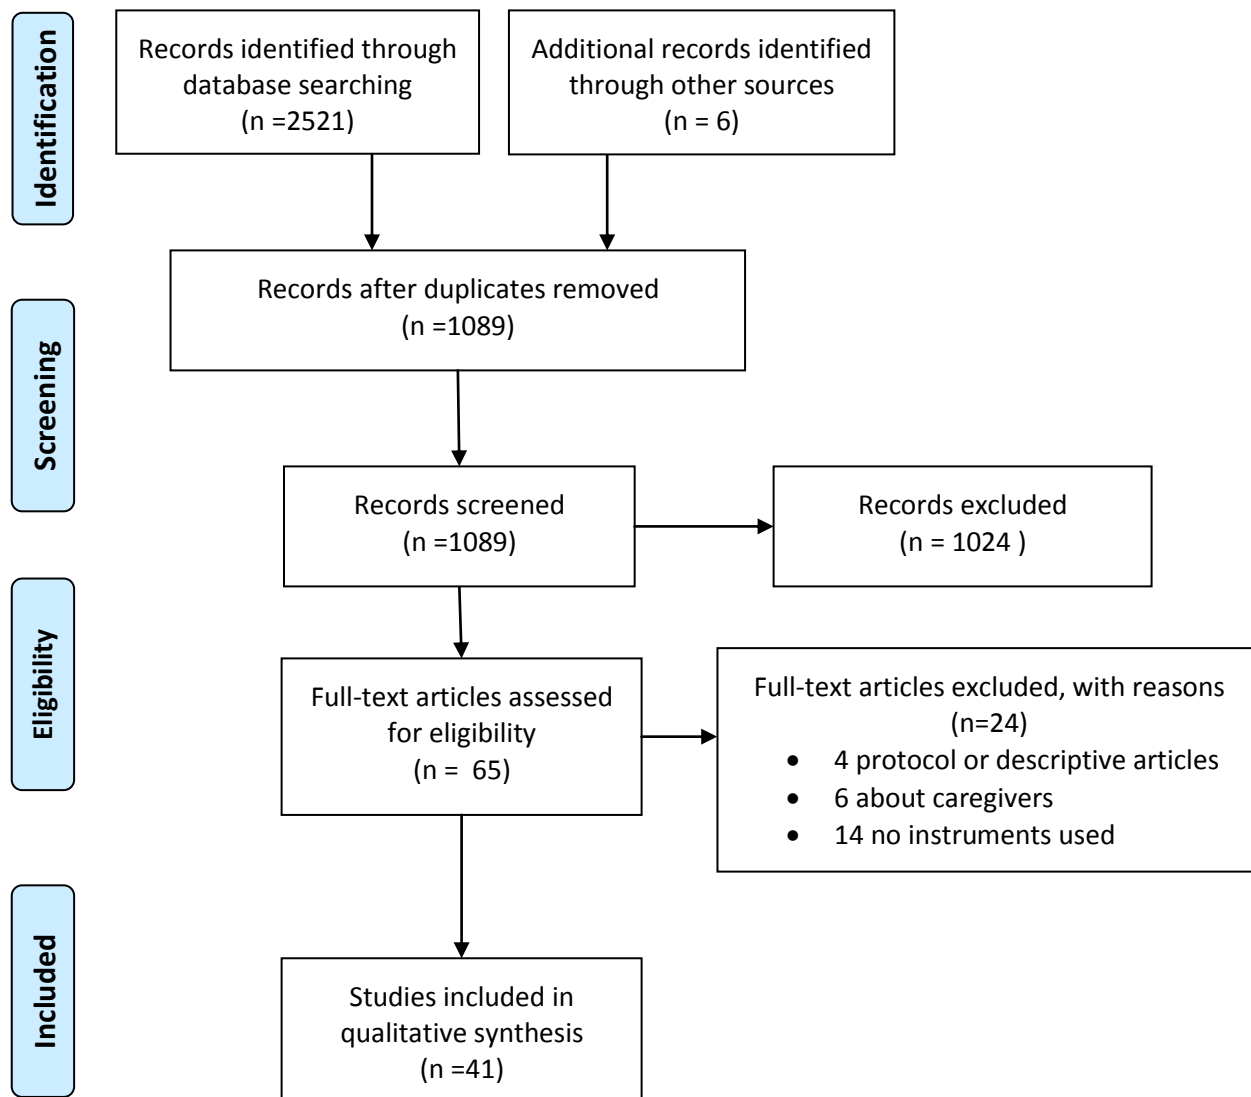 Identification
Records identified through
database searching
(n =2521)
Additional records identified
through other sources
(n = 6)
Screening
Records after duplicates removed
(n =1089)
Records screened
(n =1089)
Records excluded
(n = 1024 )
Eligibility
Full-text articles assessed
for eligibility
(n =  65)
Full-text articles excluded, with reasons
(n=24)
• 4 protocol or descriptive articles
• 6 about caregivers
• 14 no instruments used
Included
Studies included in
qualitative synthesis
(n =41)